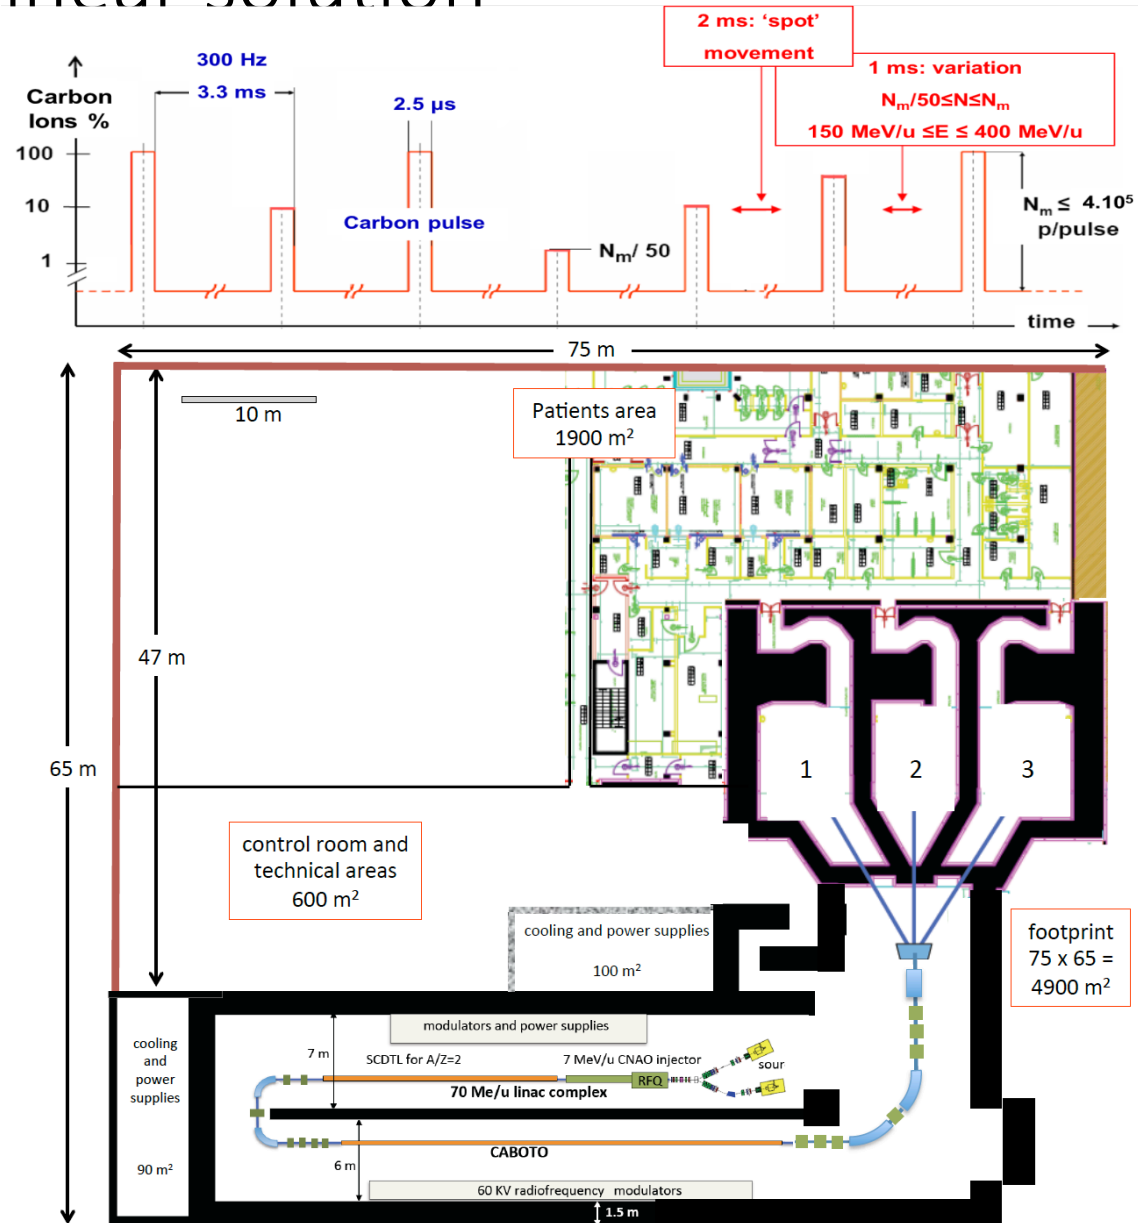 linear solution
2 ms: ‘spot’
movement
300 Hz
3.3 ms
1 ms: variation
Nm/50≤N≤Nm
150 MeV/u ≤E ≤ 400 MeV/u
Carbon
Ions %
2.5 µs
100
10
1
Carbon pulse
Nm/ 50
Nm ≤ 4.10⁵
p/pulse
time
75 m
10 m
Patients area
1900 m²
47 m
65 m
1
2
3
control room and
technical areas
600 m²
cooling and power supplies
100 m²
footprint
75 x 65 =
4900 m²
cooling
and
power
supplies
90 m²
modulators and power supplies
7 m
SCDTL for A/Z=2
7 MeV/u CNAO injector
sour
RFQ
70 Me/u linac complex
CABOTO
6 m
60 KV radiofrequency modulators
1.5 m